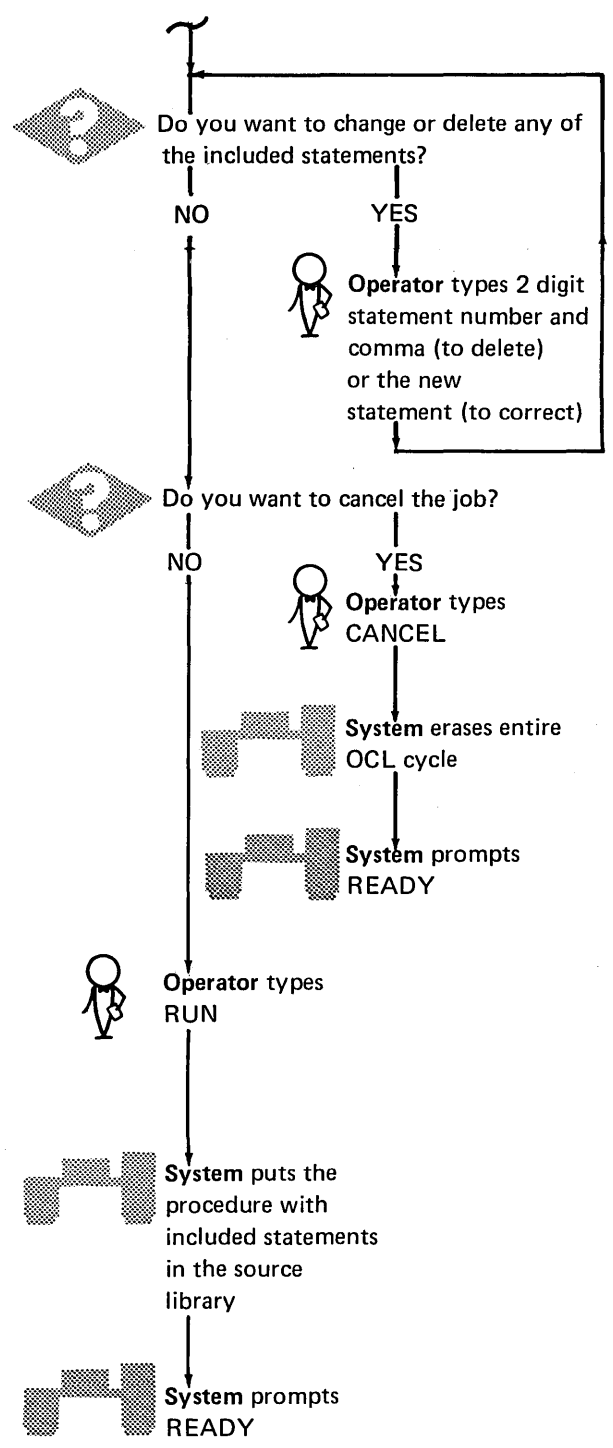 Do you want to change or delete any of
the included statements?
NO
YES
Operator types 2 digit
statement number and
comma (to delete)
or the new
statement (to correct)
Do you want to cancel the job?
NO
YES
Operator types
CANCEL
System erases entire
OCL cycle
System prompts
READY
Operator types
RUN
System puts the
procedure with
included statements
in the source
library
System prompts
READY